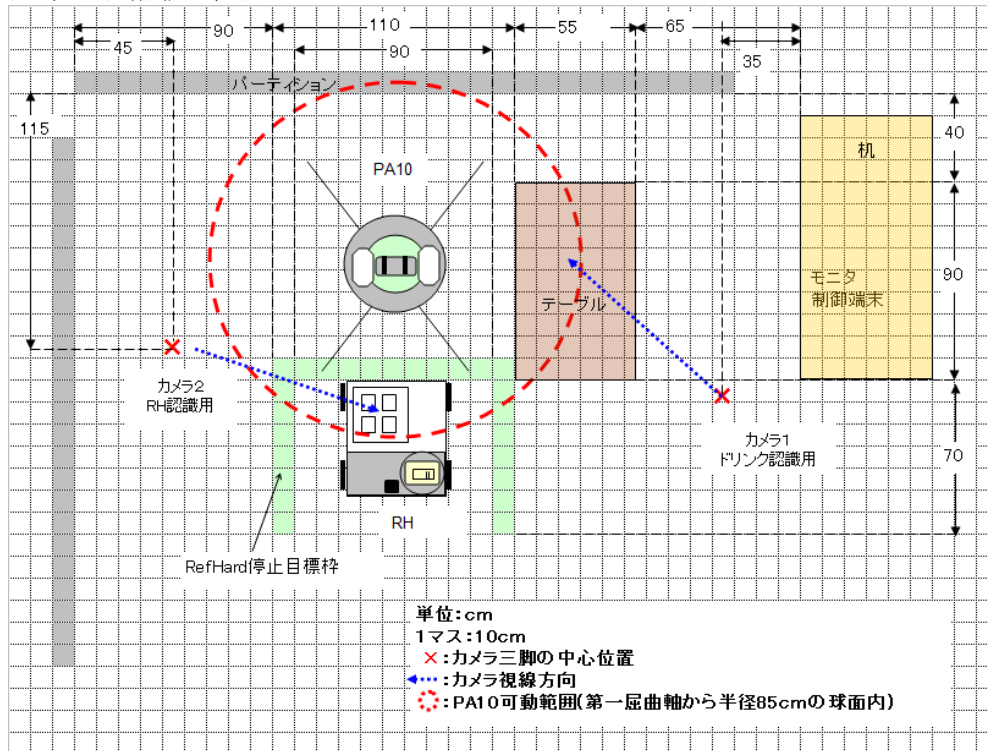 90
110
55
65
45
90
35
パーティション
115
40
机
PA10
モニタ
制御端末
90
テーブル
カメラ2
RH認識用
カメラ1
ドリンク認識用
70
RH
RefHard停止目標枠
単位:cm
1マス:10cm
×:カメラ三脚の中心位置
:カメラ視線方向
:PA10可動範囲(第一屈曲軸から半径85cmの球面内)